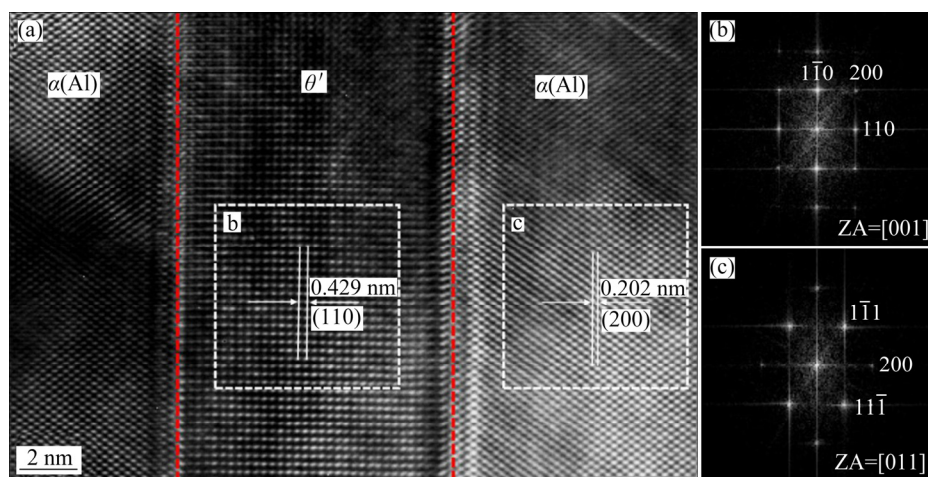 (a)
α(Al)
θ′
α(Al)
b
0.429 nm
(110)
c
0.202 nm
(200)
2 nm
(b)
11̅0 200
110
ZA=[001]
(c)
11̅1
200
111̅
ZA=[011]